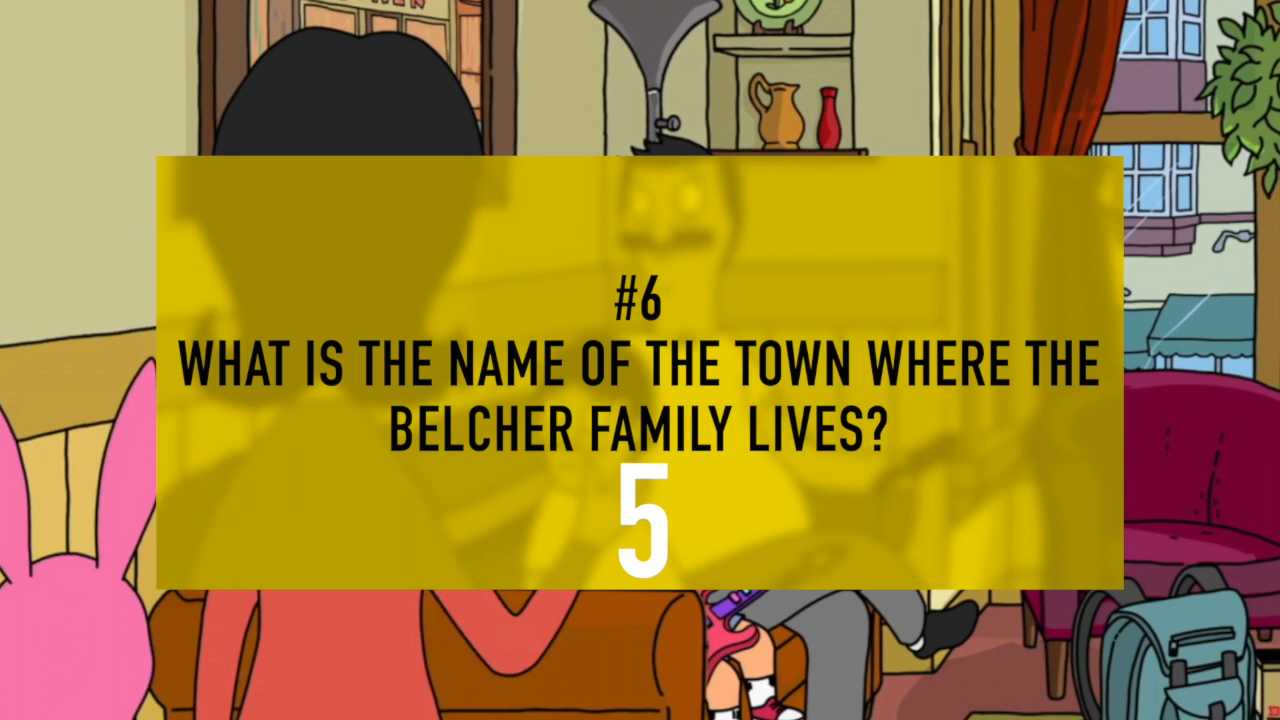 #6
WHAT IS THE NAME OF THE TOWN WHERE THE
BELCHER FAMILY LIVES?
5